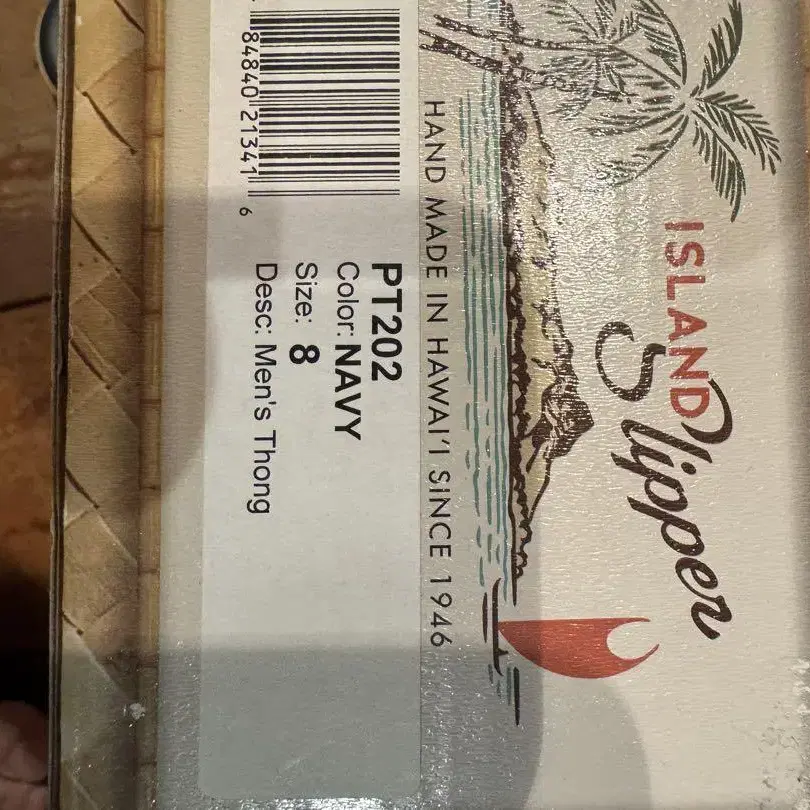 ISLAND
Slipper
HAND MADE IN HAWAI'I SINCE 1946
PT202
Color: NAVY
Size: 8
Desc: Men's Thong
84840 21341 6